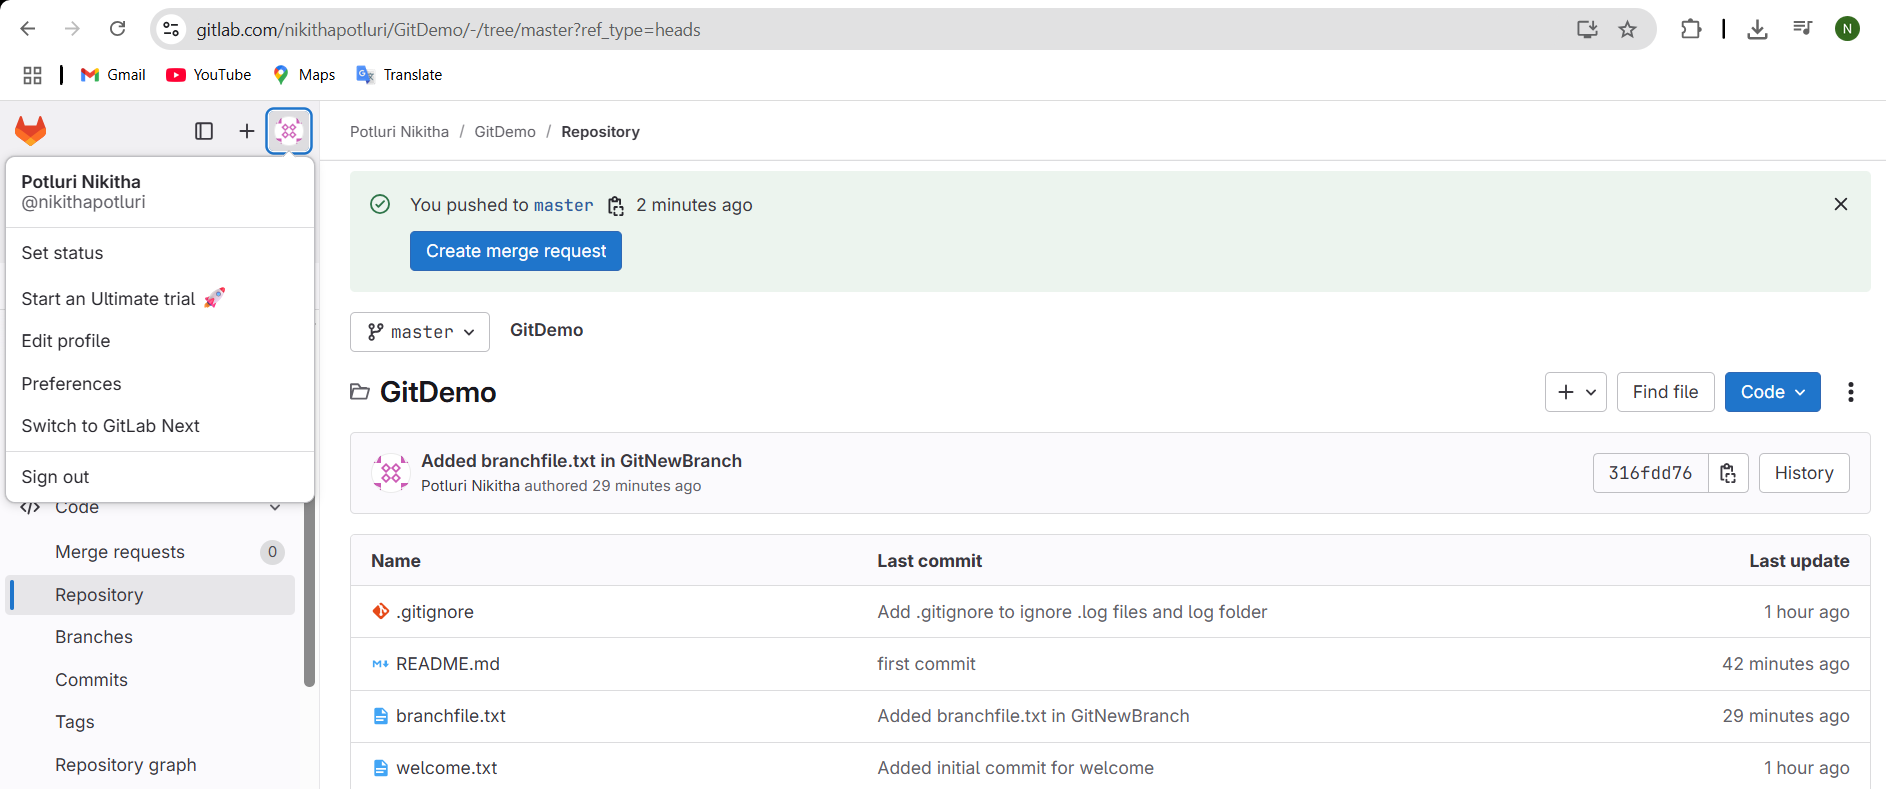 gitlab.com/nikithapotluri/GitDemo/-/tree/master?ref_type=heads
N
Gmail
YouTube
Maps
Translate
Potluri Nikitha / GitDemo / Repository
Potluri Nikitha
@nikithapotluri
Set status
Start an Ultimate trial 🚀
Edit profile
Preferences
Switch to GitLab Next
Sign out
Code
Merge requests 0
Repository
Branches
Commits
Tags
Repository graph
You pushed to master 2 minutes ago
Create merge request
master
GitDemo
GitDemo
Find file
Code
Added branchfile.txt in GitNewBranch
Potluri Nikitha authored 29 minutes ago
316fdd76
History
Name Last commit Last update
.gitignore Add .gitignore to ignore .log files and log folder 1 hour ago
README.md first commit 42 minutes ago
branchfile.txt Added branchfile.txt in GitNewBranch 29 minutes ago
welcome.txt Added initial commit for welcome 1 hour ago